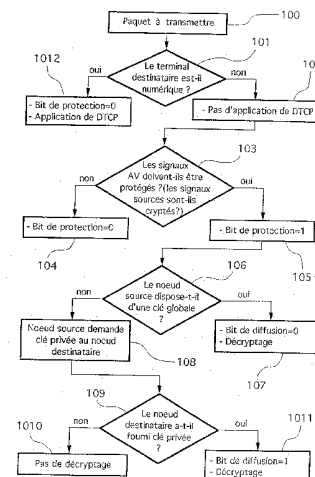 Paquet à transmettre
100
101
1012
oui
Le terminal
destinataire est-il
numérique ?
non
- Bit de protection=0
- Application de DTCP
- Pas d'application de DTCP
103
Les signaux
AV doivent-ils être
protégés ?(les signaux
sources sont-ils
cryptés?)
non
oui
- Bit de protection=0
- Bit de protection=1
104
105
106
Le noeud
source dispose-t-il
d'une clé globale
?
non
oui
Noeud source demande
clé privée au noeud
destinataire
- Bit de diffusion=0
- Décryptage
108
107
109
Le noeud
destinataire a-t-il
fourni clé privée
?
non
oui
1010
1011
Pas de décryptage
- Bit de diffusion=1
- Décryptage